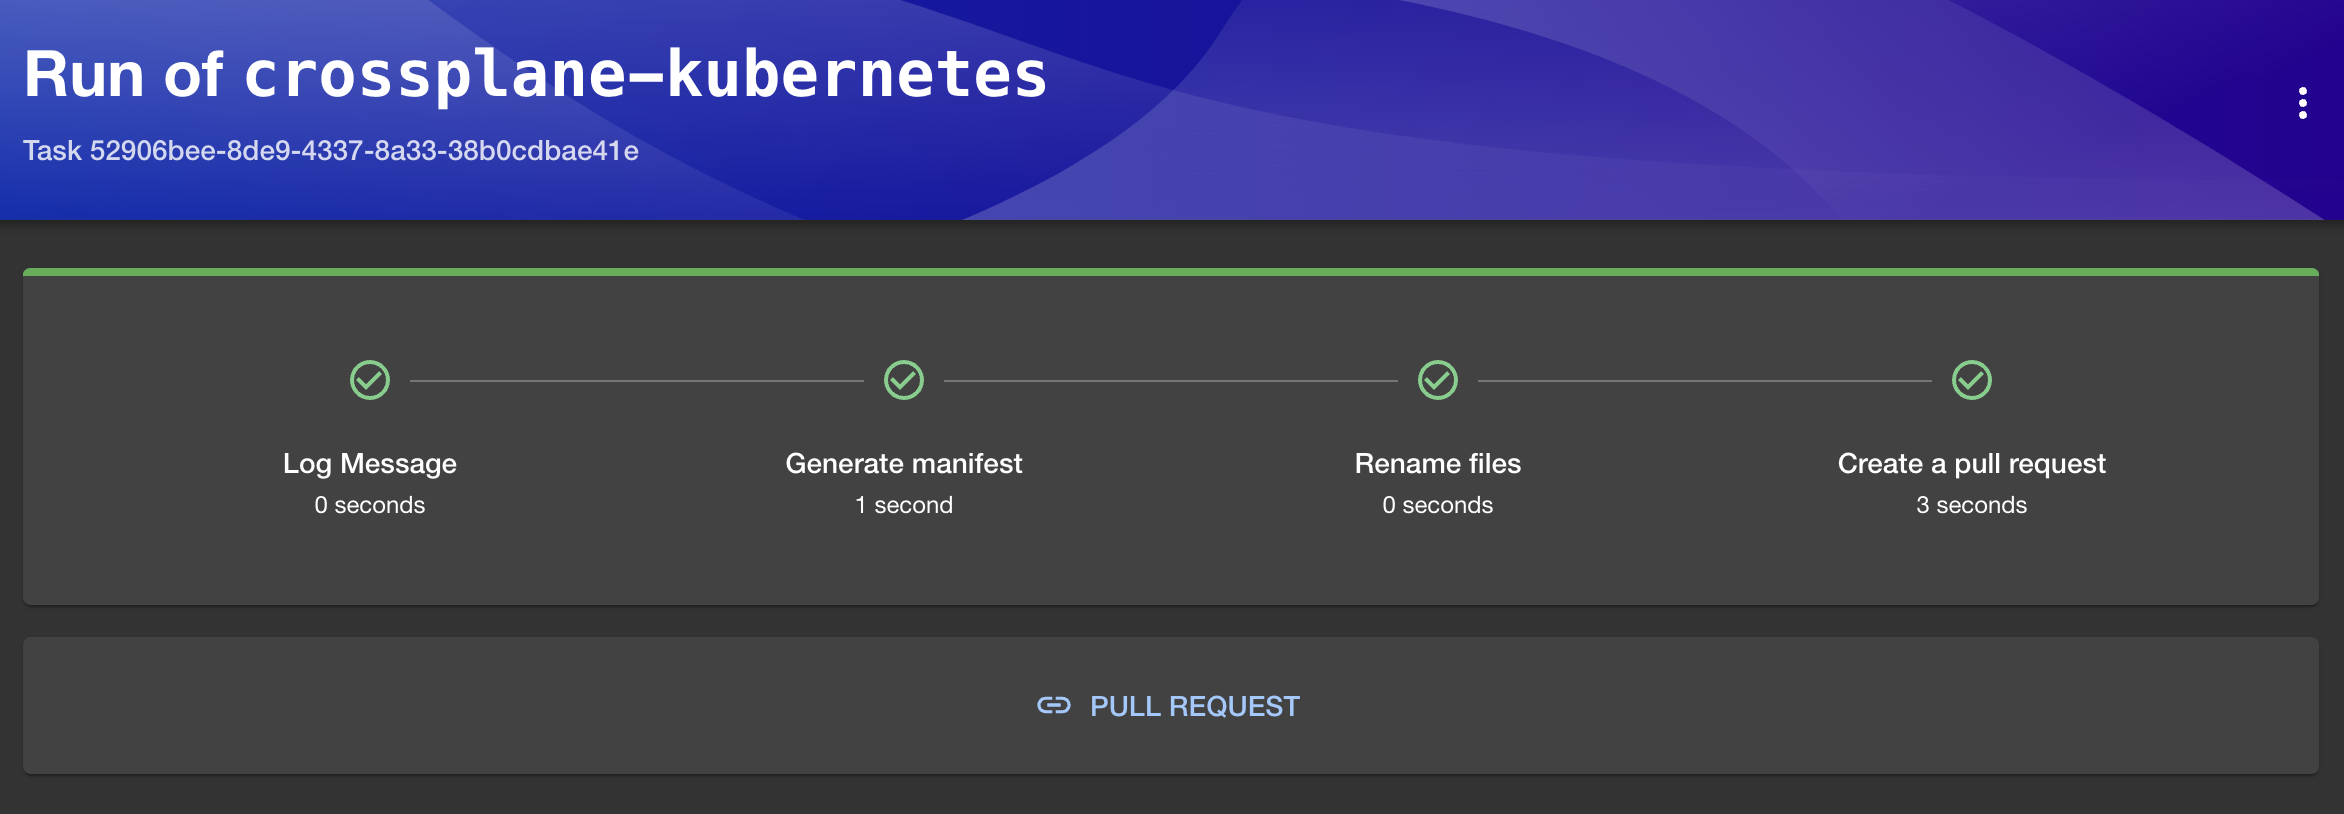 Run of crossplane-kubernetes
Task 52906bee-8de9-4337-8a33-38b0cdbae41e
Log Message
0 seconds
Generate manifest
1 second
Rename files
0 seconds
Create a pull request
3 seconds
PULL REQUEST